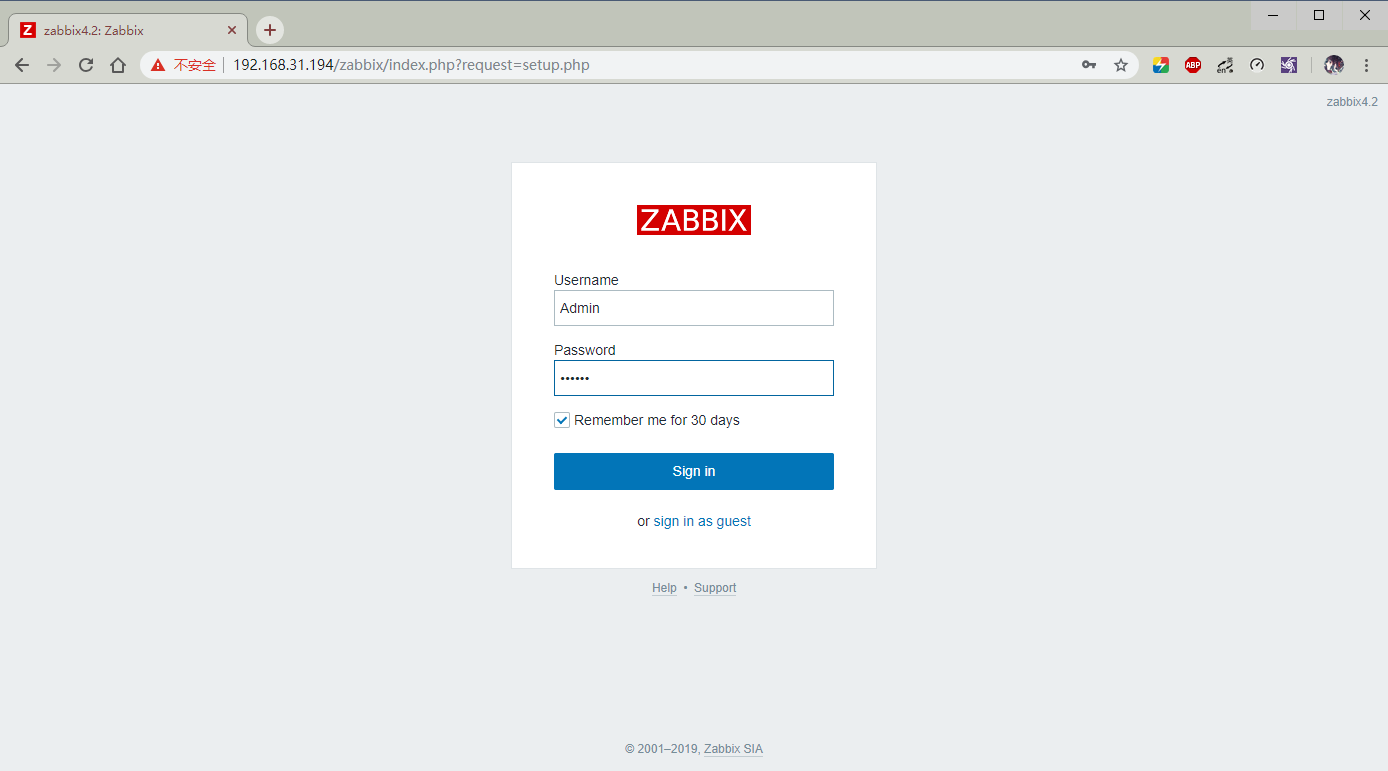 zabbix4.2: Zabbix
不安全 192.168.31.194/zabbix/index.php?request=setup.php
ABP
en
zabbix4.2
ZABBIX
Username
Admin
Password
••••••
Remember me for 30 days
Sign in
or sign in as guest
Help • Support
© 2001–2019, Zabbix SIA